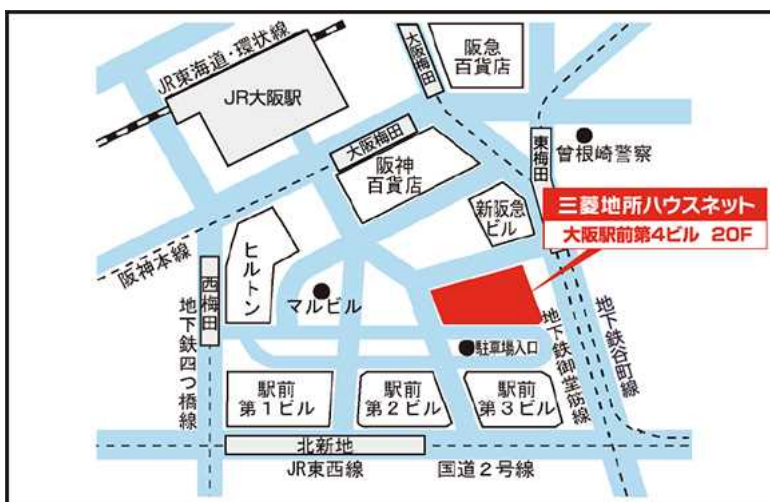 JR東海道・環状線
JR大阪駅
大阪梅田
阪急
百貨店
大阪梅田
阪神
百貨店
東梅田
曾根崎警察
新阪急
ビル
三菱地所ハウスネット
大阪駅前第4ビル 20F
阪神本線
西梅田
ヒルトン
マルビル
地下鉄四つ橋線
駐車場入口
地下鉄御堂筋線
地下鉄谷町線
駅前
第1ビル
駅前
第2ビル
駅前
第3ビル
北新地
JR東西線
国道2号線